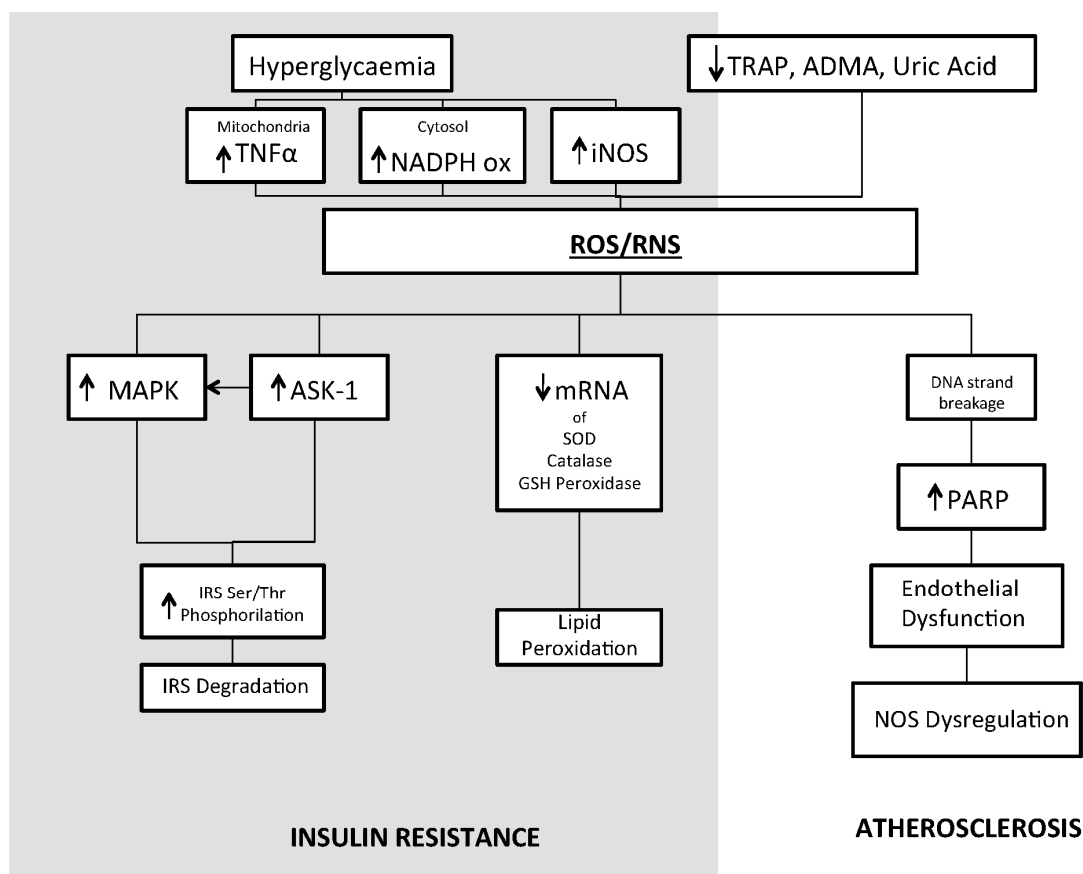 Hyperglycaemia
↓TRAP, ADMA, Uric Acid
Mitochondria
↑TNFα
Cytosol
↑NADPH ox
↑iNOS
ROS/RNS
↑ MAPK
↑ASK-1
↓mRNA
of
SOD
Catalase
GSH Peroxidase
DNA strand
breakage
↑PARP
↑ IRS Ser/Thr
Phosphorilation
Endothelial
Dysfunction
Lipid
Peroxidation
IRS Degradation
NOS Dysregulation
INSULIN RESISTANCE
ATHEROSCLEROSIS